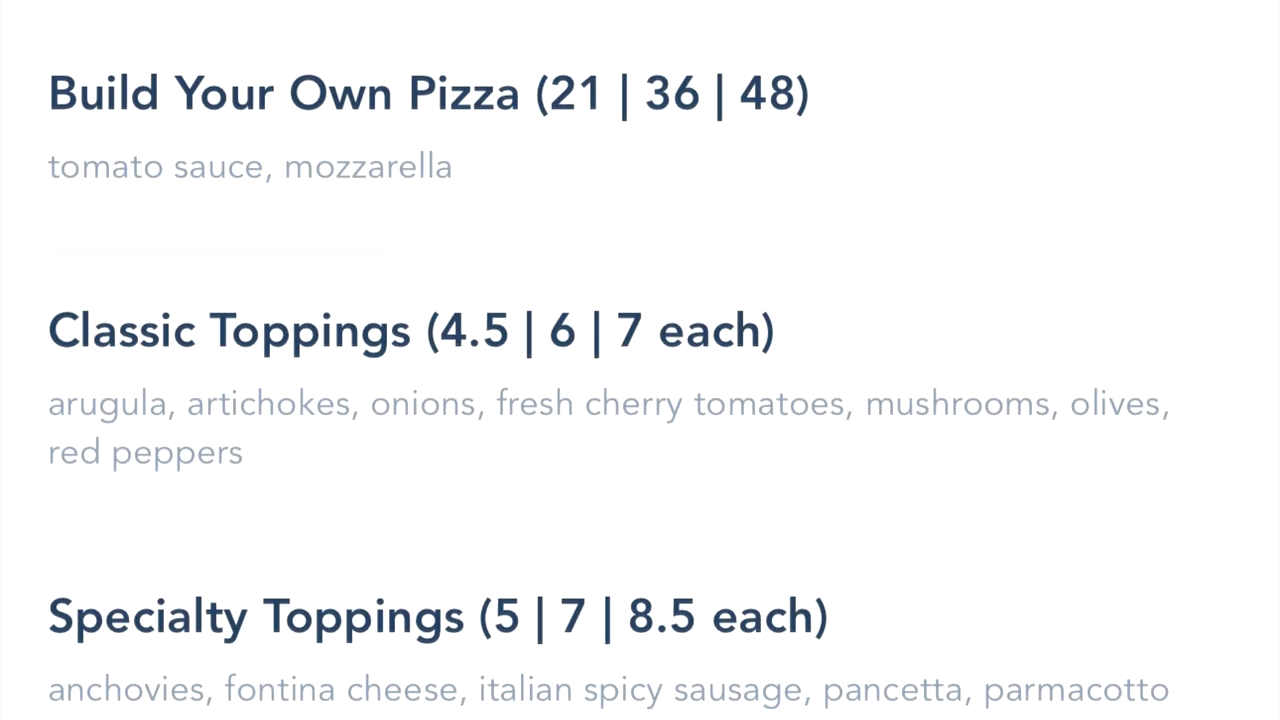 Build Your Own Pizza (21 | 36 | 48)
tomato sauce, mozzarella
Classic Toppings (4.5 | 6 | 7 each)
arugula, artichokes, onions, fresh cherry tomatoes, mushrooms, olives,
red peppers
Specialty Toppings (5 | 7 | 8.5 each)
anchovies, fontina cheese, italian spicy sausage, pancetta, parmacotto